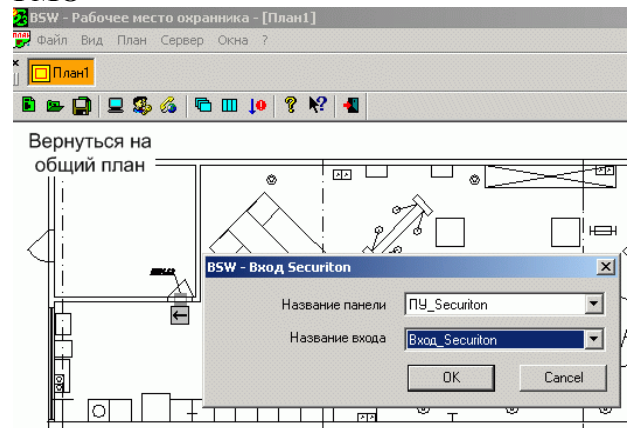 BSW - Рабочее место охранника - [План1]
Файл Вид План Сервер Окна ?
План1
Вернуться на
общий план
BSW - Вход Securiton
Название панели ПУ_Securiton
Название входа Вход_Securiton
OK Cancel